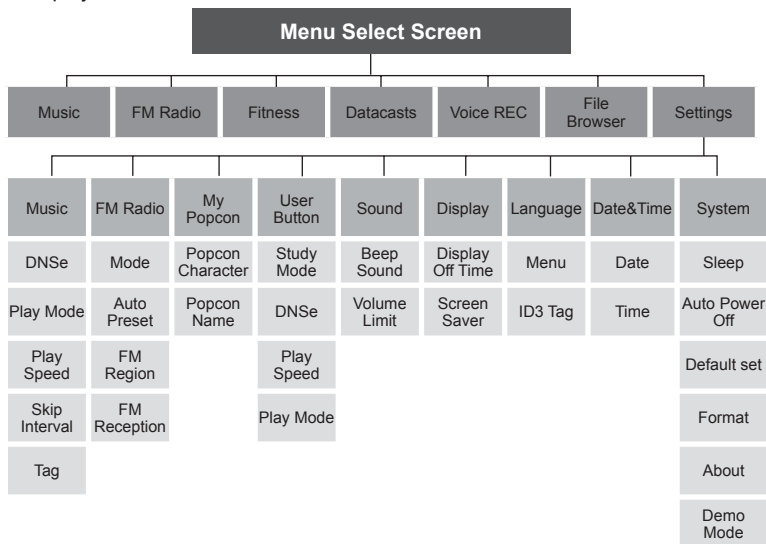 Menu Select Screen
Music
FM Radio
Fitness
Datacasts
Voice REC
File
Browser
Settings
Music
FM Radio
My
Popcon
User
Button
Sound
Display
Language
Date&Time
System
DNSe
Mode
Popcon
Character
Study
Mode
Beep
Sound
Display
Off Time
Menu
Date
Sleep
Play Mode
Auto
Preset
Popcon
Name
DNSe
Volume
Limit
Screen
Saver
ID3 Tag
Time
Auto Power
Off
Play
Speed
FM
Region
Play
Speed
Default set
Skip
Interval
FM
Reception
Play Mode
Format
Tag
About
Demo
Mode